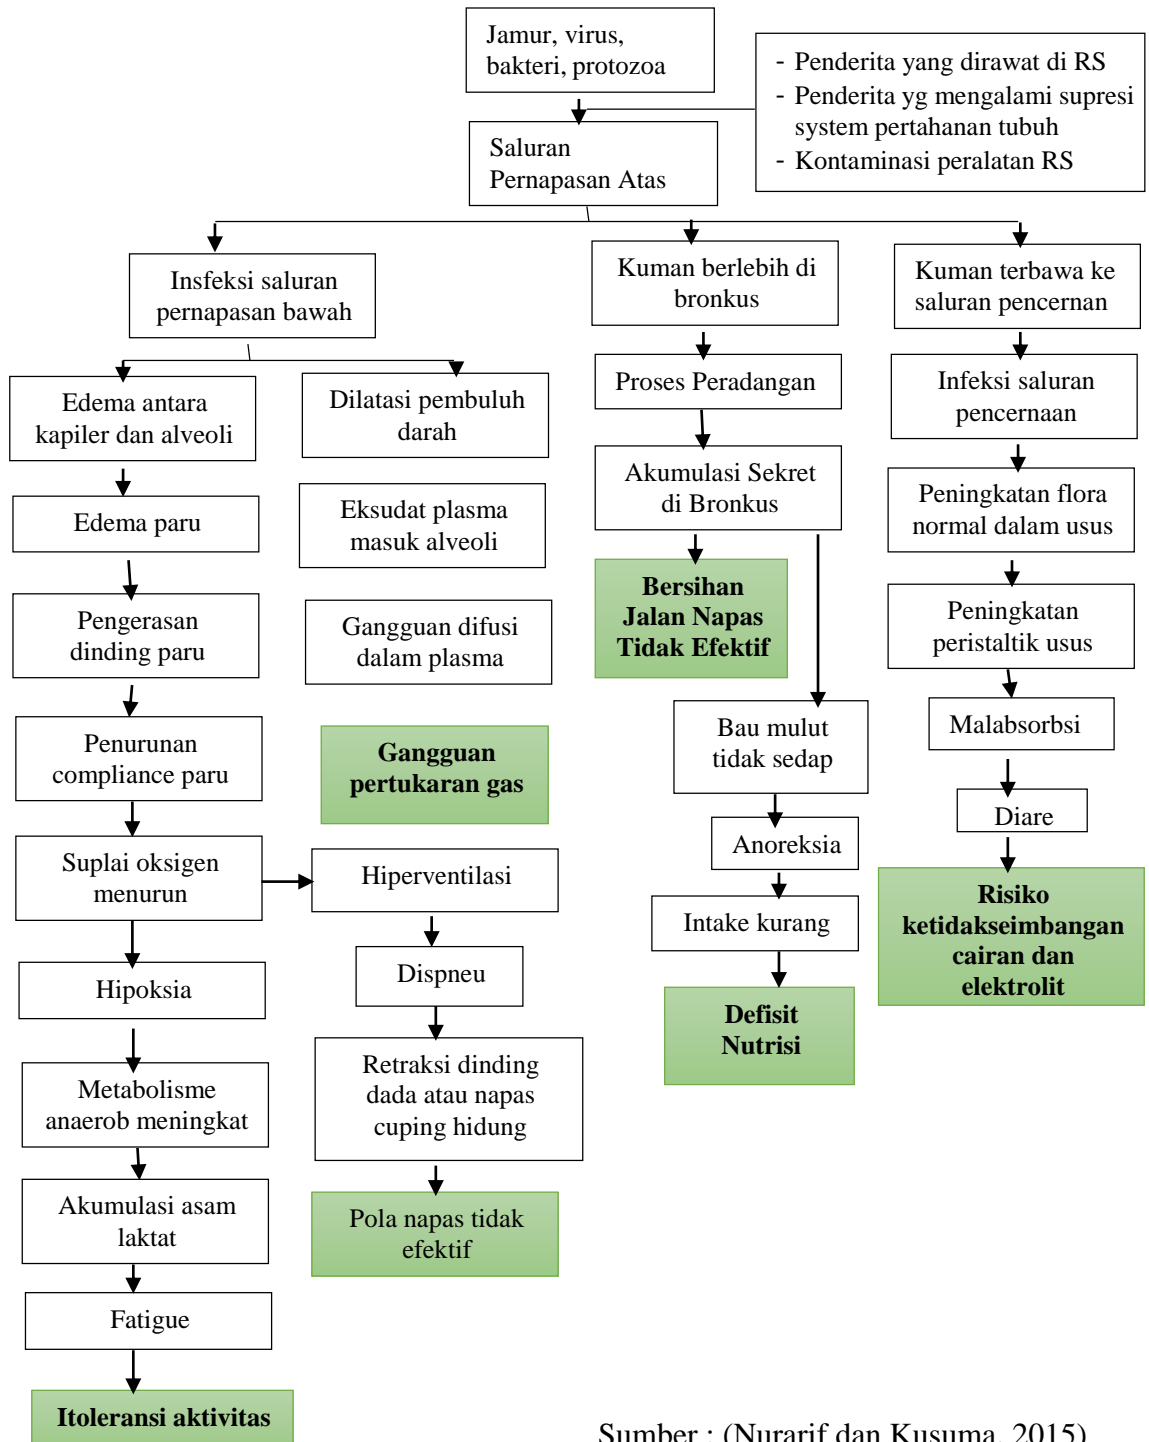 Jamur, virus,
bakteri, protozoa
- Penderita yang dirawat di RS
- Penderita yg mengalami supresi
system pertahanan tubuh
- Kontaminasi peralatan RS
Saluran
Pernapasan Atas
Insfeksi saluran
pernapasan bawah
Kuman berlebih di
bronkus
Kuman terbawa ke
saluran pencernan
Edema antara
kapiler dan alveoli
Dilatasi pembuluh
darah
Proses Peradangan
Infeksi saluran
pencernaan
Edema paru
Eksudat plasma
masuk alveoli
Akumulasi Sekret
di Bronkus
Peningkatan flora
normal dalam usus
Pengerasan
dinding paru
Gangguan difusi
dalam plasma
Bersihan
Jalan Napas
Tidak Efektif
Peningkatan
peristaltik usus
Penurunan
compliance paru
Gangguan
pertukaran gas
Bau mulut
tidak sedap
Malabsorbsi
Suplai oksigen
menurun
Hiperventilasi
Anoreksia
Diare
Hipoksia
Dispneu
Intake kurang
Risiko
ketidakseimbangan
cairan dan
elektrolit
Metabolisme
anaerob meningkat
Retraksi dinding
dada atau napas
cuping hidung
Defisit
Nutrisi
Akumulasi asam
laktat
Pola napas tidak
efektif
Fatigue
Itoleransi aktivitas
Sumber : (Nurarif dan Kusuma, 2015)